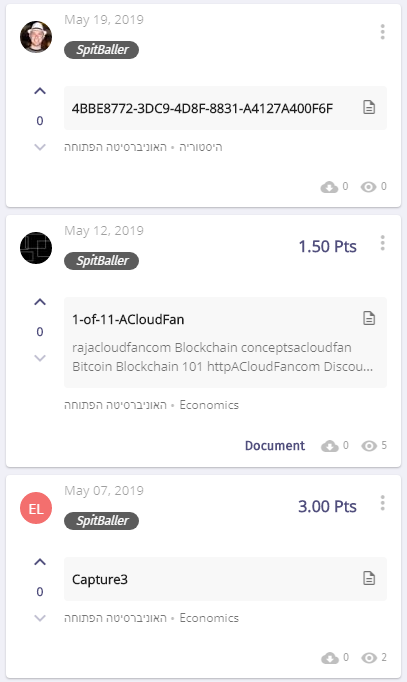 May 19, 2019
SpitBaller
0
4BBE8772-3DC9-4D8F-8831-A4127A400F6F
האוניברסיטה הפתוחה • היסטוריה
0 0
May 12, 2019
1.50 Pts
SpitBaller
0
1-of-11-ACloudFan
rajacloudfancom Blockchain conceptsacloudfan
Bitcoin Blockchain 101 httpACloudFancom Discou...
האוניברסיטה הפתוחה • Economics
Document 0 5
May 07, 2019
EL
3.00 Pts
SpitBaller
0
Capture3
האוניברסיטה הפתוחה • Economics
0 2